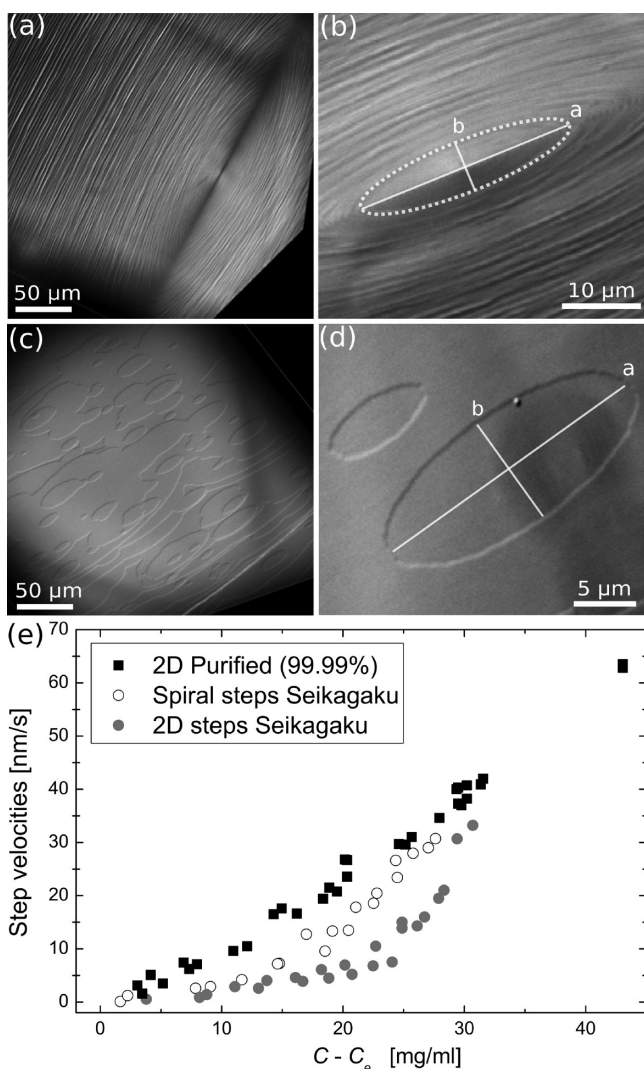 (a)
50 μm
(b)
a
b
10 μm
(c)
50 μm
(d)
a
b
5 μm
(e)
70
60
50
40
30
20
10
0
Step velocities [nm/s]
2D Purified (99.99%)
Spiral steps Seikagaku
2D steps Seikagaku
0 10 20 30 40
C - Ce [mg/ml]